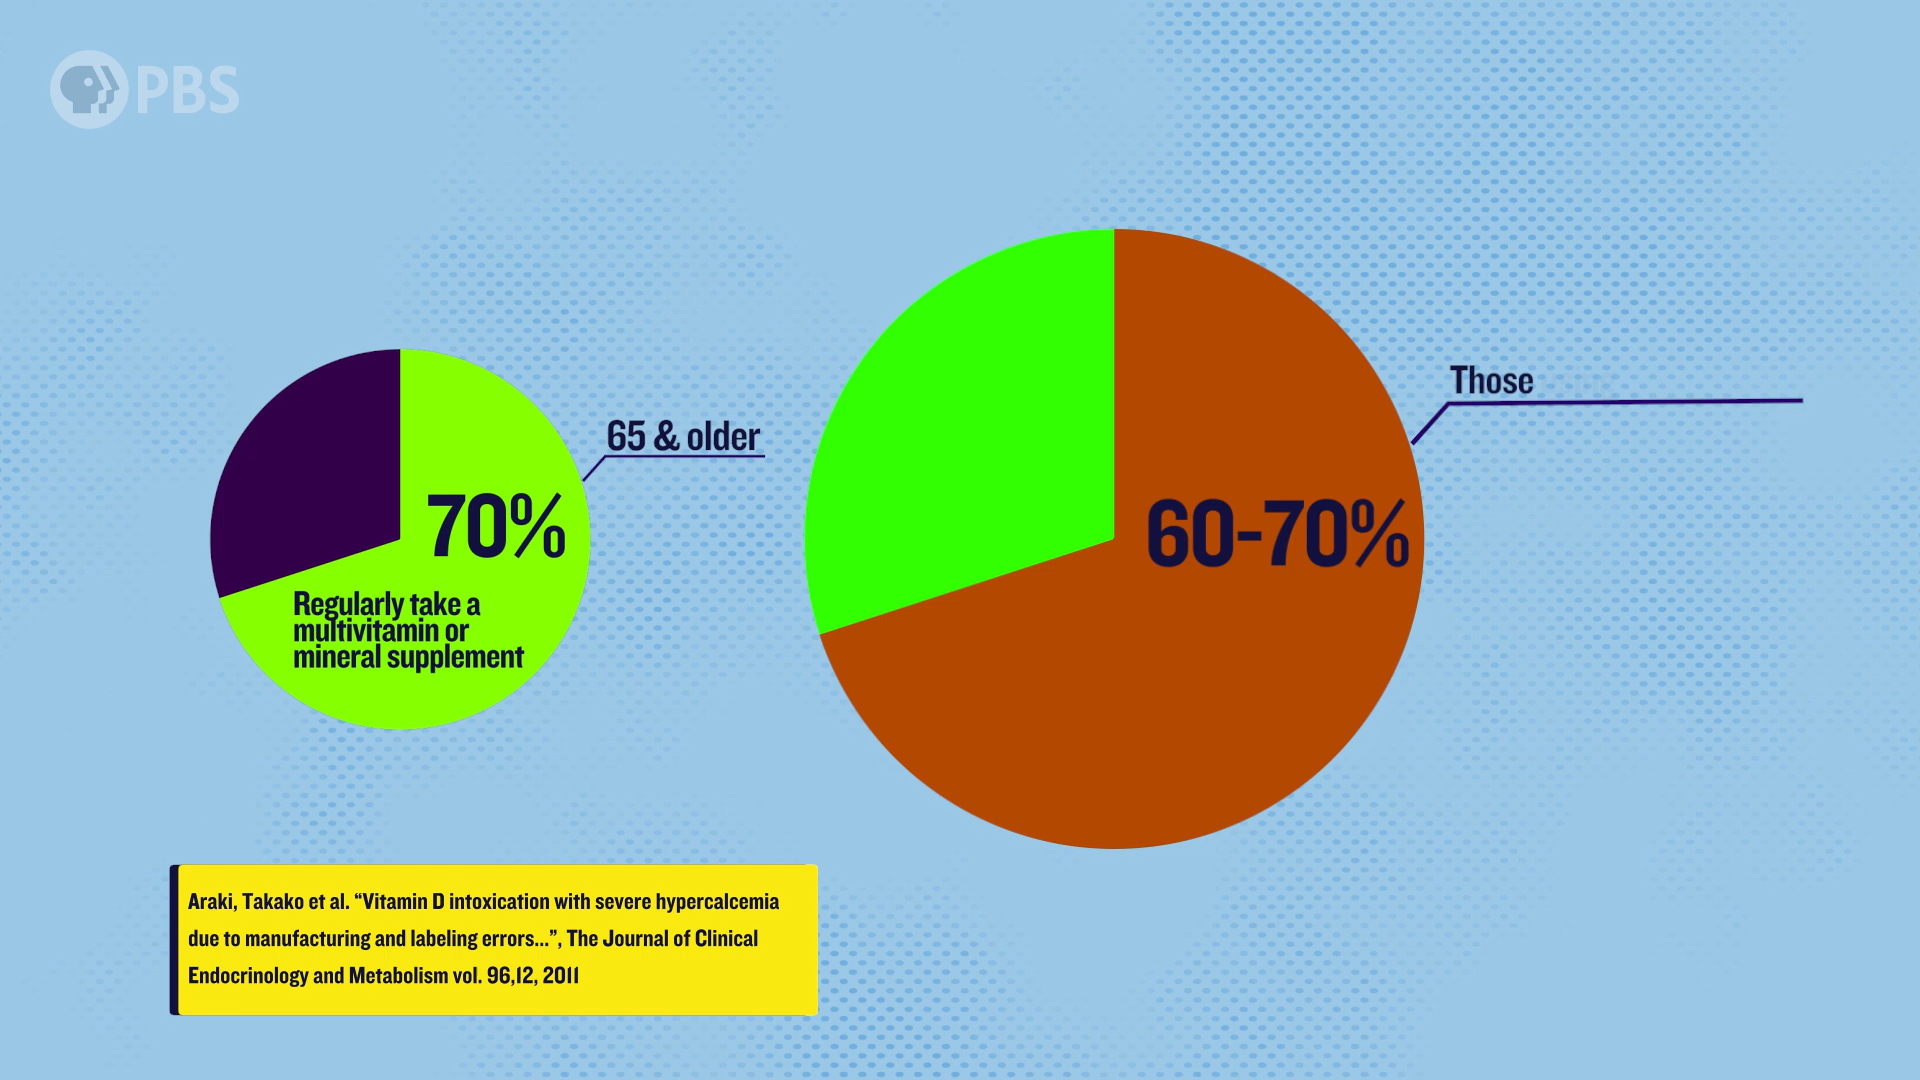 PBS
65 & older
70%
Regularly take a
multivitamin or
mineral supplement
Those
60-70%
Araki, Takako et al. “Vitamin D intoxication with severe hypercalcemia
due to manufacturing and labeling errors...”, The Journal of Clinical
Endocrinology and Metabolism vol. 96,12, 2011